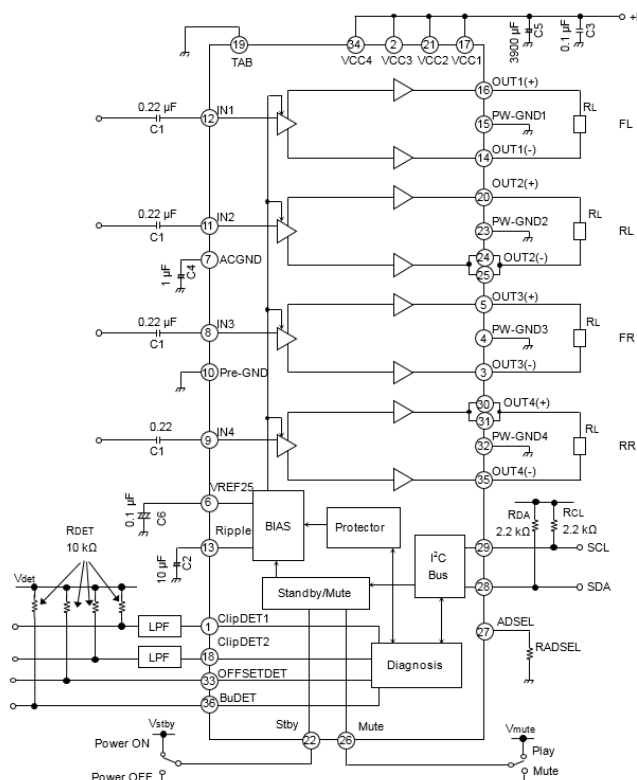 +B
19
TAB
34
VCC4
2
VCC3
21
VCC2
17
VCC1
3900 µF
C5
0.1 µF
C3
0.22 µF
C1
12
IN1
16
OUT1(+)
15
PW-GND1
14
OUT1(-)
RL
FL
0.22 µF
C1
11
IN2
7
ACGND
1 µF
C4
20
OUT2(+)
23
PW-GND2
24
25
OUT2(-)
RL
RL
0.22 µF
C1
8
IN3
10
Pre-GND
5
OUT3(+)
4
PW-GND3
3
OUT3(-)
RL
FR
0.22
C1
9
IN4
30
31
OUT4(+)
32
PW-GND4
35
OUT4(-)
RL
RR
6
VREF25
0.1 µF
C6
13
Ripple
10 µF
C2
BIAS
Protector
Standby/Mute
I²C
Bus
Diagnosis
RDA
2.2 kΩ
RCL
2.2 kΩ
29
SCL
28
SDA
27
ADSEL
RADSEL
RDET
10 kΩ
Vdet
LPF
1
ClipDET1
LPF
18
ClipDET2
33
OFFSETDET
36
BuDET
Vstby
Power ON
Power OFF
Stby
22
Mute
26
Vmute
Play
Mute